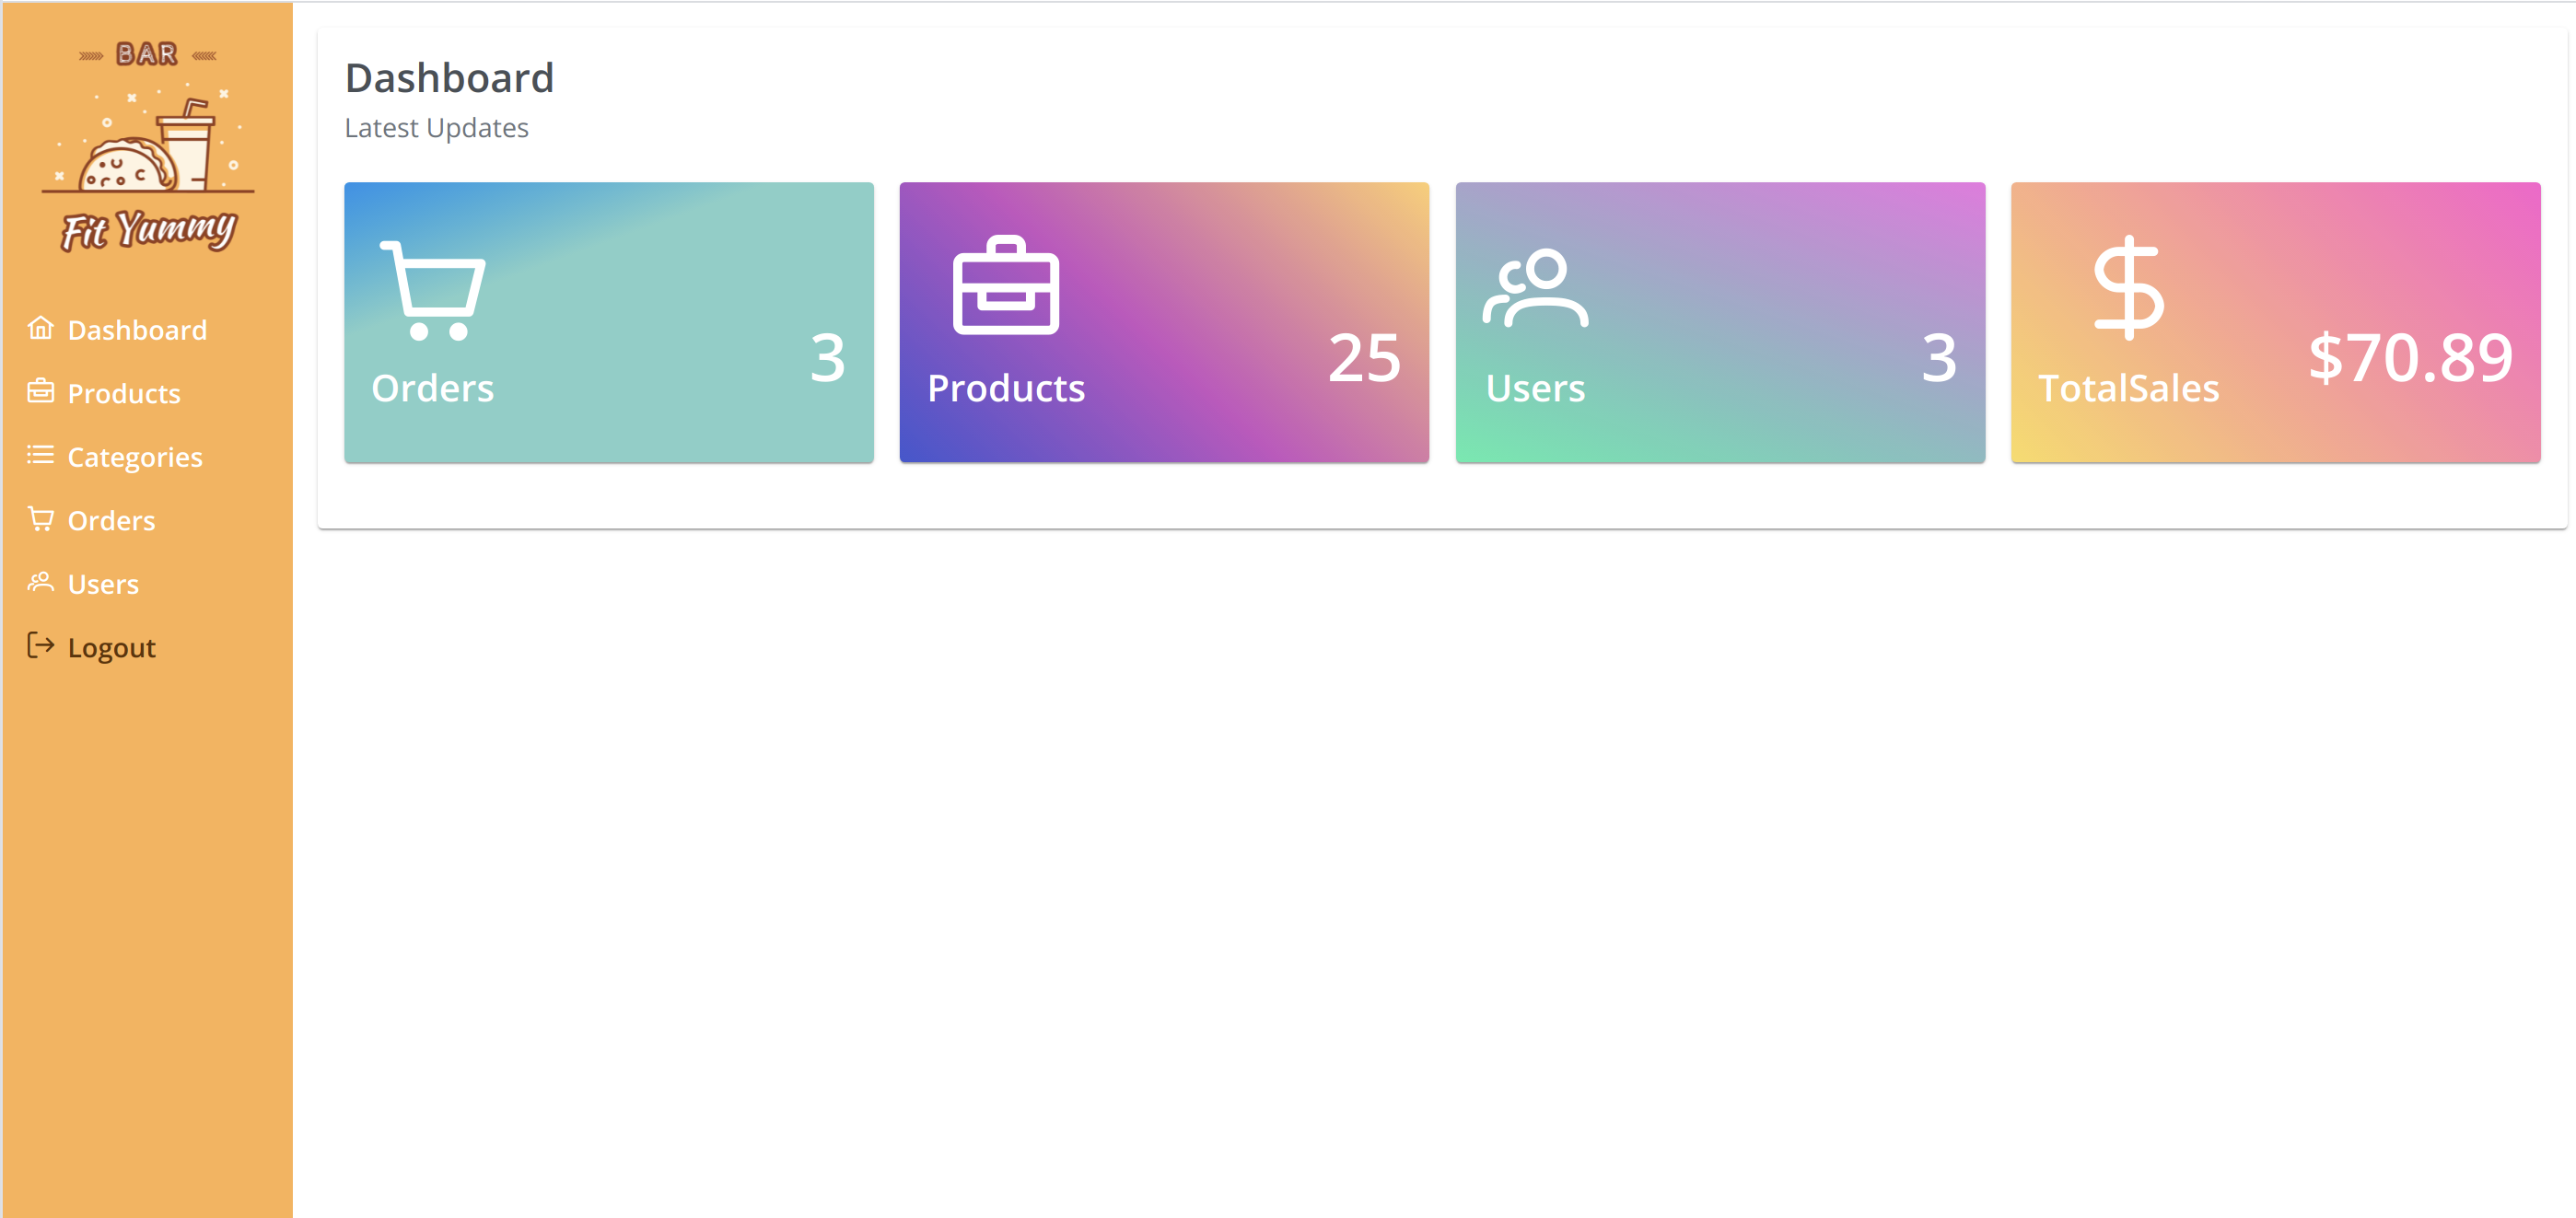 BAR
Fit Yummy
Dashboard
Products
Categories
Orders
Users
Logout
Dashboard
Latest Updates
Orders
3
Products
25
Users
3
TotalSales
$70.89